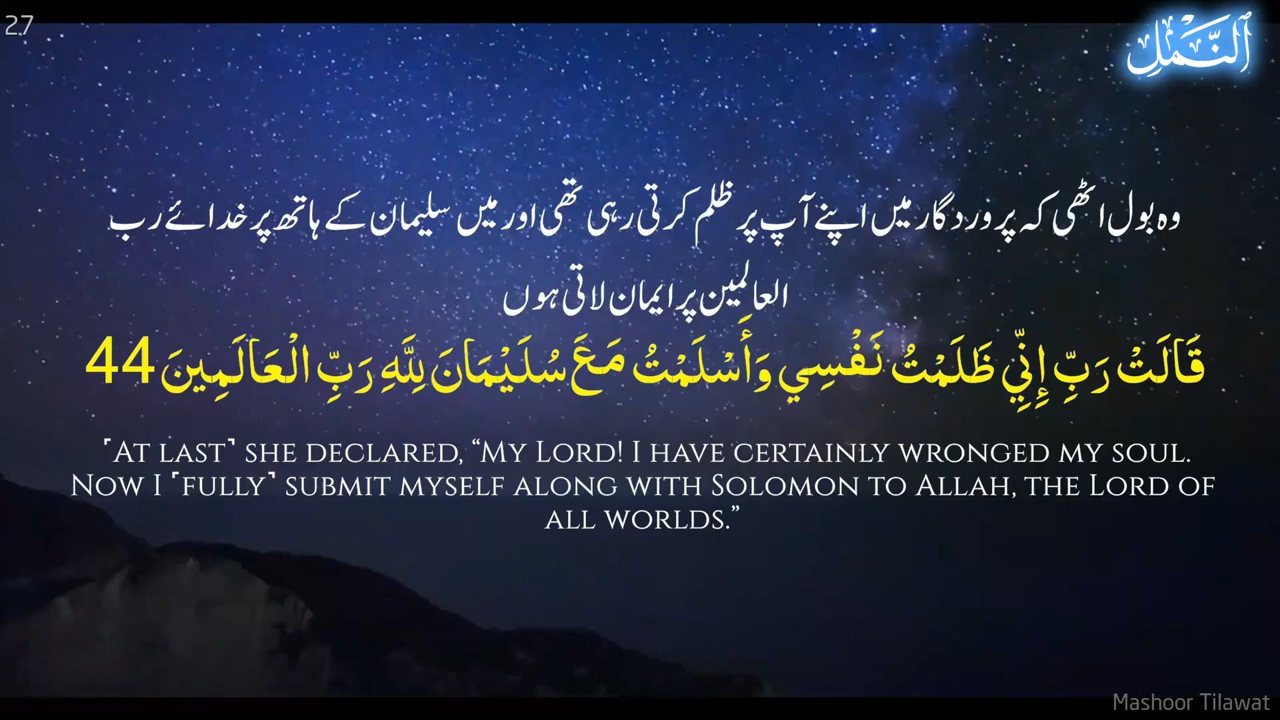 27
ٱلنَّمْلِ
وہ بول اٹھی کہ پروردگار میں اپنے آپ پر ظلم کرتی رہی تھی اور میں سلیمان کے ہاتھ پر خدائے رب
العالمین پر ایمان لاتی ہوں
قَالَتْ رَبِّ إِنِّي ظَلَمْتُ نَفْسِي وَأَسْلَمْتُ مَعَ سُلَيْمَانَ لِلَّهِ رَبِّ الْعَالَمِينَ 44
⸢At last⸣ she declared, “My Lord! I have certainly wronged my soul.
Now I ⸢fully⸣ submit myself along with Solomon to Allah, the Lord of
all worlds.”
Mashoor Tilawat